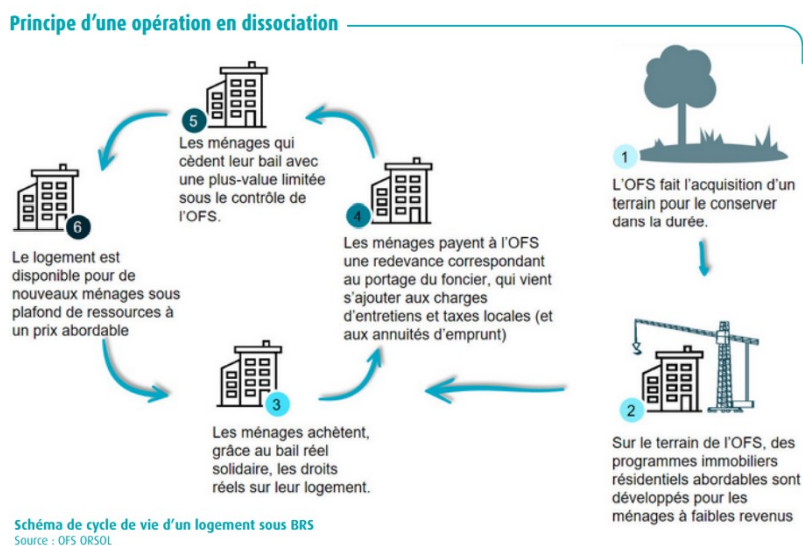 Principe d’une opération en dissociation
1
L’OFS fait l’acquisition d’un
terrain pour le conserver
dans la durée.
2
Sur le terrain de l’OFS, des
programmes immobiliers
résidentiels abordables sont
développés pour les
ménages à faibles revenus
3
Les ménages achètent,
grâce au bail réel
solidaire, les droits
réels sur leur logement.
4
Les ménages payent à l’OFS
une redevance correspondant
au portage du foncier, qui vient
s’ajouter aux charges
d’entretiens et taxes locales (et
aux annuités d’emprunt)
5
Les ménages qui
cèdent leur bail avec
une plus-value limitée
sous le contrôle de
l’OFS.
6
Le logement est
disponible pour de
nouveaux ménages sous
plafond de ressources à
un prix abordable
Schéma de cycle de vie d’un logement sous BRS
Source : OFS ORSOL